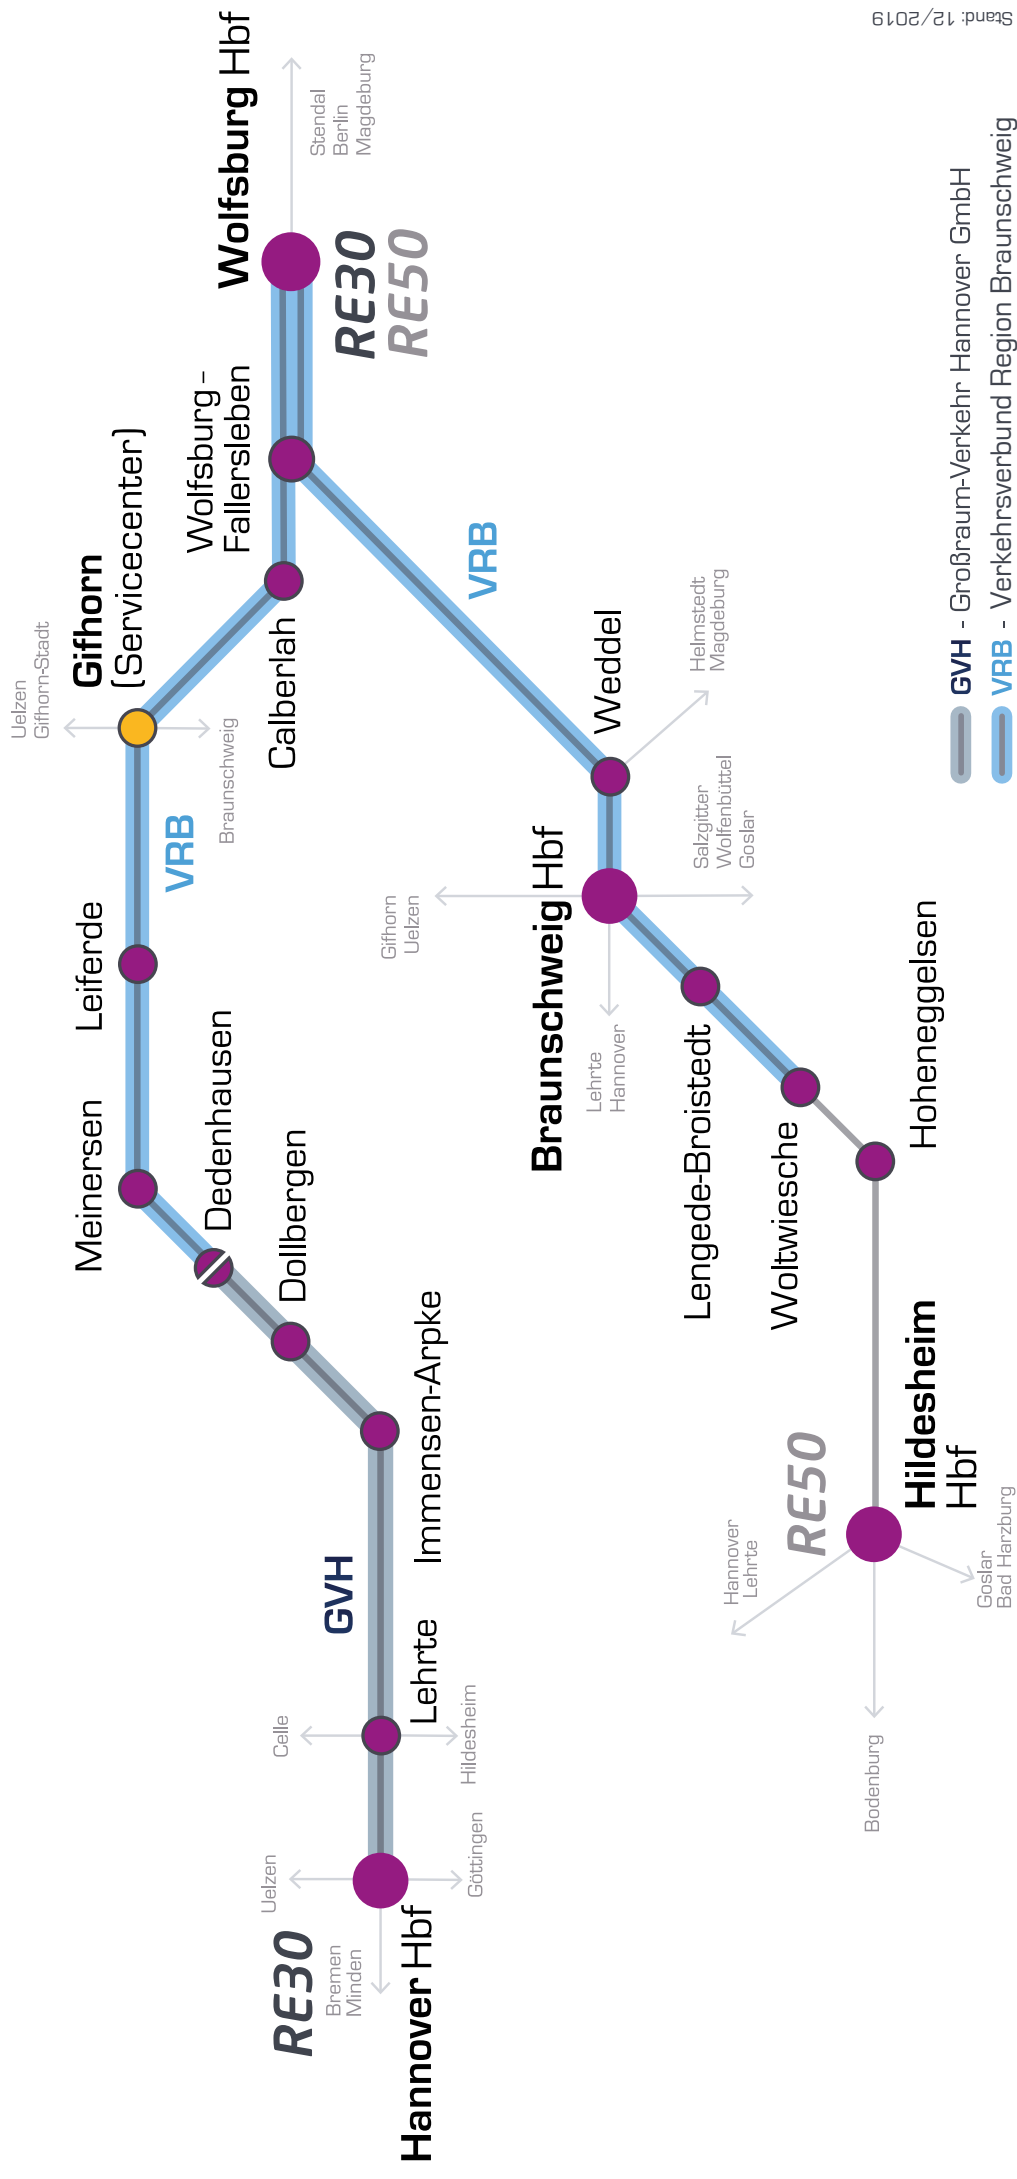 Stand: 12/2019
Uelzen
Gifhorn-Stadt
Gifhorn
(Servicecenter)
Braunschweig
Wolfsburg Hbf
Stendal
Berlin
Magdeburg
RE30
RE50
Wolfsburg -
Fallersleben
Calberlah
VRB
Leiferde
Meinersen
Dedenhausen
Dollbergen
Immensen-Arpke
GVH
Lehrte
Celle
Hildesheim
Uelzen
Göttingen
RE30
Bremen
Minden
Hannover Hbf
VRB
Weddel
Helmstedt
Magdeburg
Braunschweig Hbf
Gifhorn
Uelzen
Salzgitter
Wolfenbüttel
Goslar
Lehrte
Hannover
Lengede-Broistedt
Woltwiesche
Hoheneggelsen
RE50
Hildesheim
Hbf
Hannover
Lehrte
Goslar
Bad Harzburg
Bodenburg
GVH - Großraum-Verkehr Hannover GmbH
VRB - Verkehrsverbund Region Braunschweig